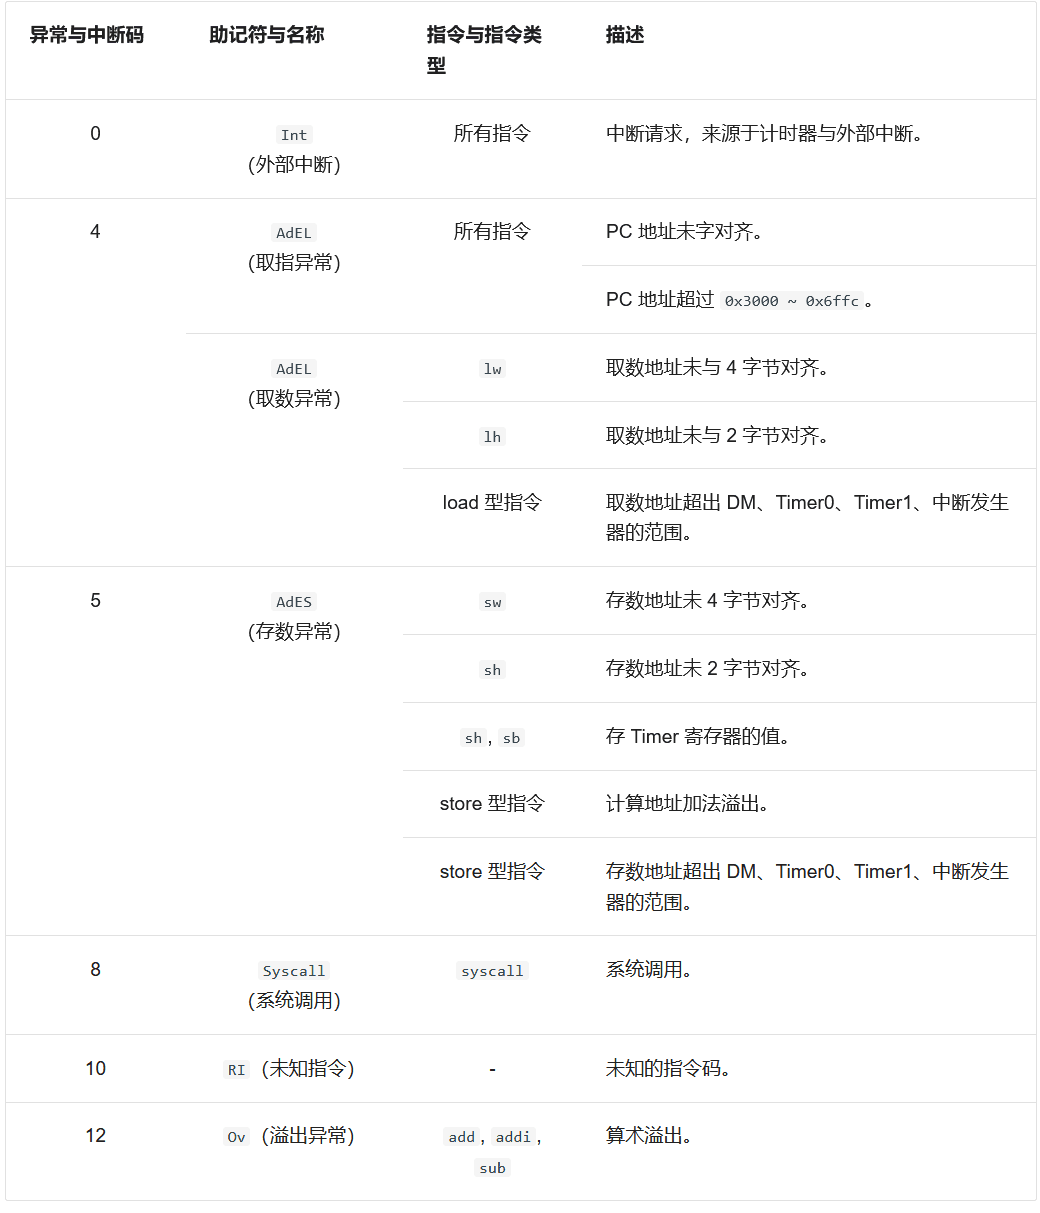 异常与中断码 助记符与名称 指令与指令类
型 描述
0 Int
(外部中断) 所有指令 中断请求，来源于计时器与外部中断。
4 AdEL
(取指异常) 所有指令 PC 地址未字对齐。
PC 地址超过 0x3000 ~ 0x6ffc。
AdEL
(取数异常) lw 取数地址未与 4 字节对齐。
lh 取数地址未与 2 字节对齐。
load 型指令 取数地址超出 DM、Timer0、Timer1、中断发生
器的范围。
5 AdES
(存数异常) sw 存数地址未 4 字节对齐。
sh 存数地址未 2 字节对齐。
sh, sb 存 Timer 寄存器的值。
store 型指令 计算地址加法溢出。
store 型指令 存数地址超出 DM、Timer0、Timer1、中断发生
器的范围。
8 Syscall
(系统调用) syscall 系统调用。
10 RI（未知指令） - 未知的指令码。
12 Ov（溢出异常） add, addi,
sub 算术溢出。